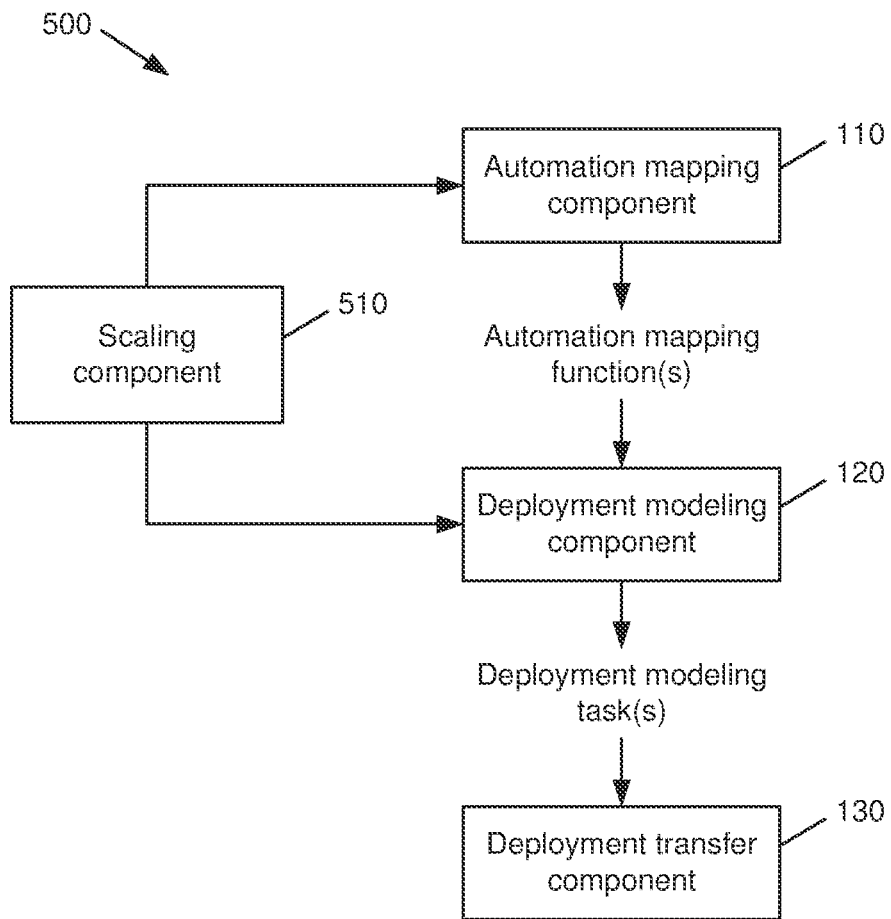 500
110
Automation mapping
component
510
Scaling
component
Automation mapping
function(s)
120
Deployment modeling
component
Deployment modeling
task(s)
130
Deployment transfer
component